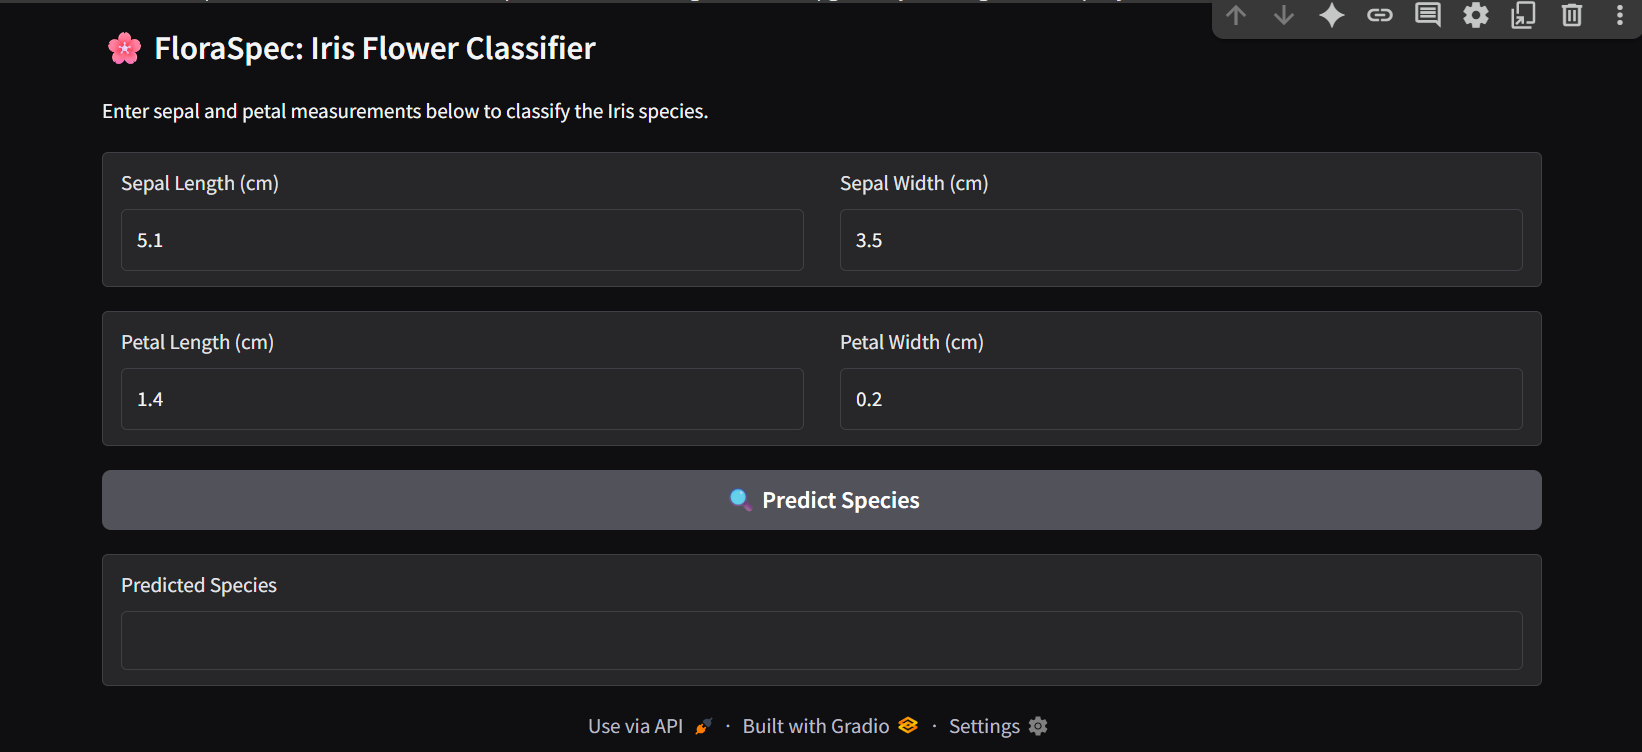 🌸 FloraSpec: Iris Flower Classifier
Enter sepal and petal measurements below to classify the Iris species.
Sepal Length (cm)
Sepal Width (cm)
5.1
3.5
Petal Length (cm)
Petal Width (cm)
1.4
0.2
🔍 Predict Species
Predicted Species
Use via API 🚀 · Built with Gradio · Settings ⚙️